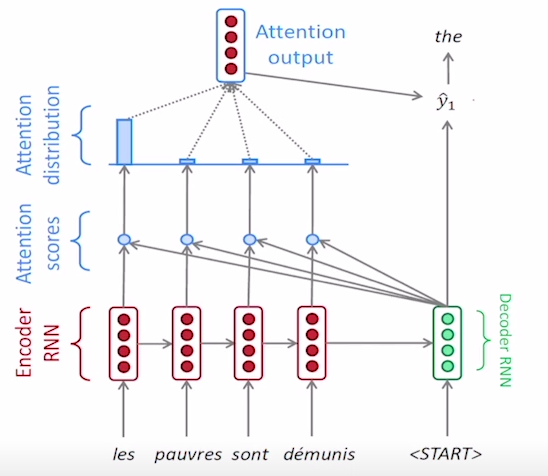 Attention
output
the
ŷ1
Attention
distribution
Attention
scores
Encoder
RNN
Decoder RNN
les pauvres sont démunis <START>